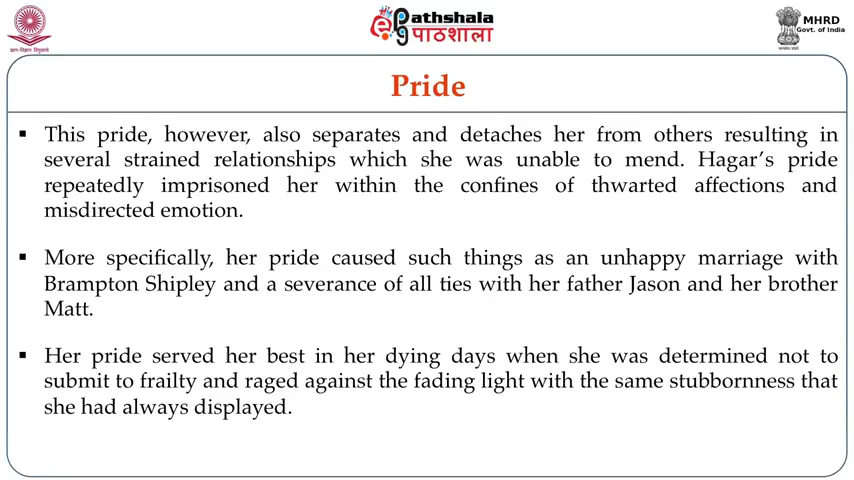 ज्ञान-विज्ञान विमुक्तये
ePathshala
पाठशाला
MHRD
Govt. of India
Pride
▪ This pride, however, also separates and detaches her from others resulting in
several strained relationships which she was unable to mend. Hagar’s pride
repeatedly imprisoned her within the confines of thwarted affections and
misdirected emotion.
▪ More specifically, her pride caused such things as an unhappy marriage with
Brampton Shipley and a severance of all ties with her father Jason and her brother
Matt.
▪ Her pride served her best in her dying days when she was determined not to
submit to frailty and raged against the fading light with the same stubbornness that
she had always displayed.